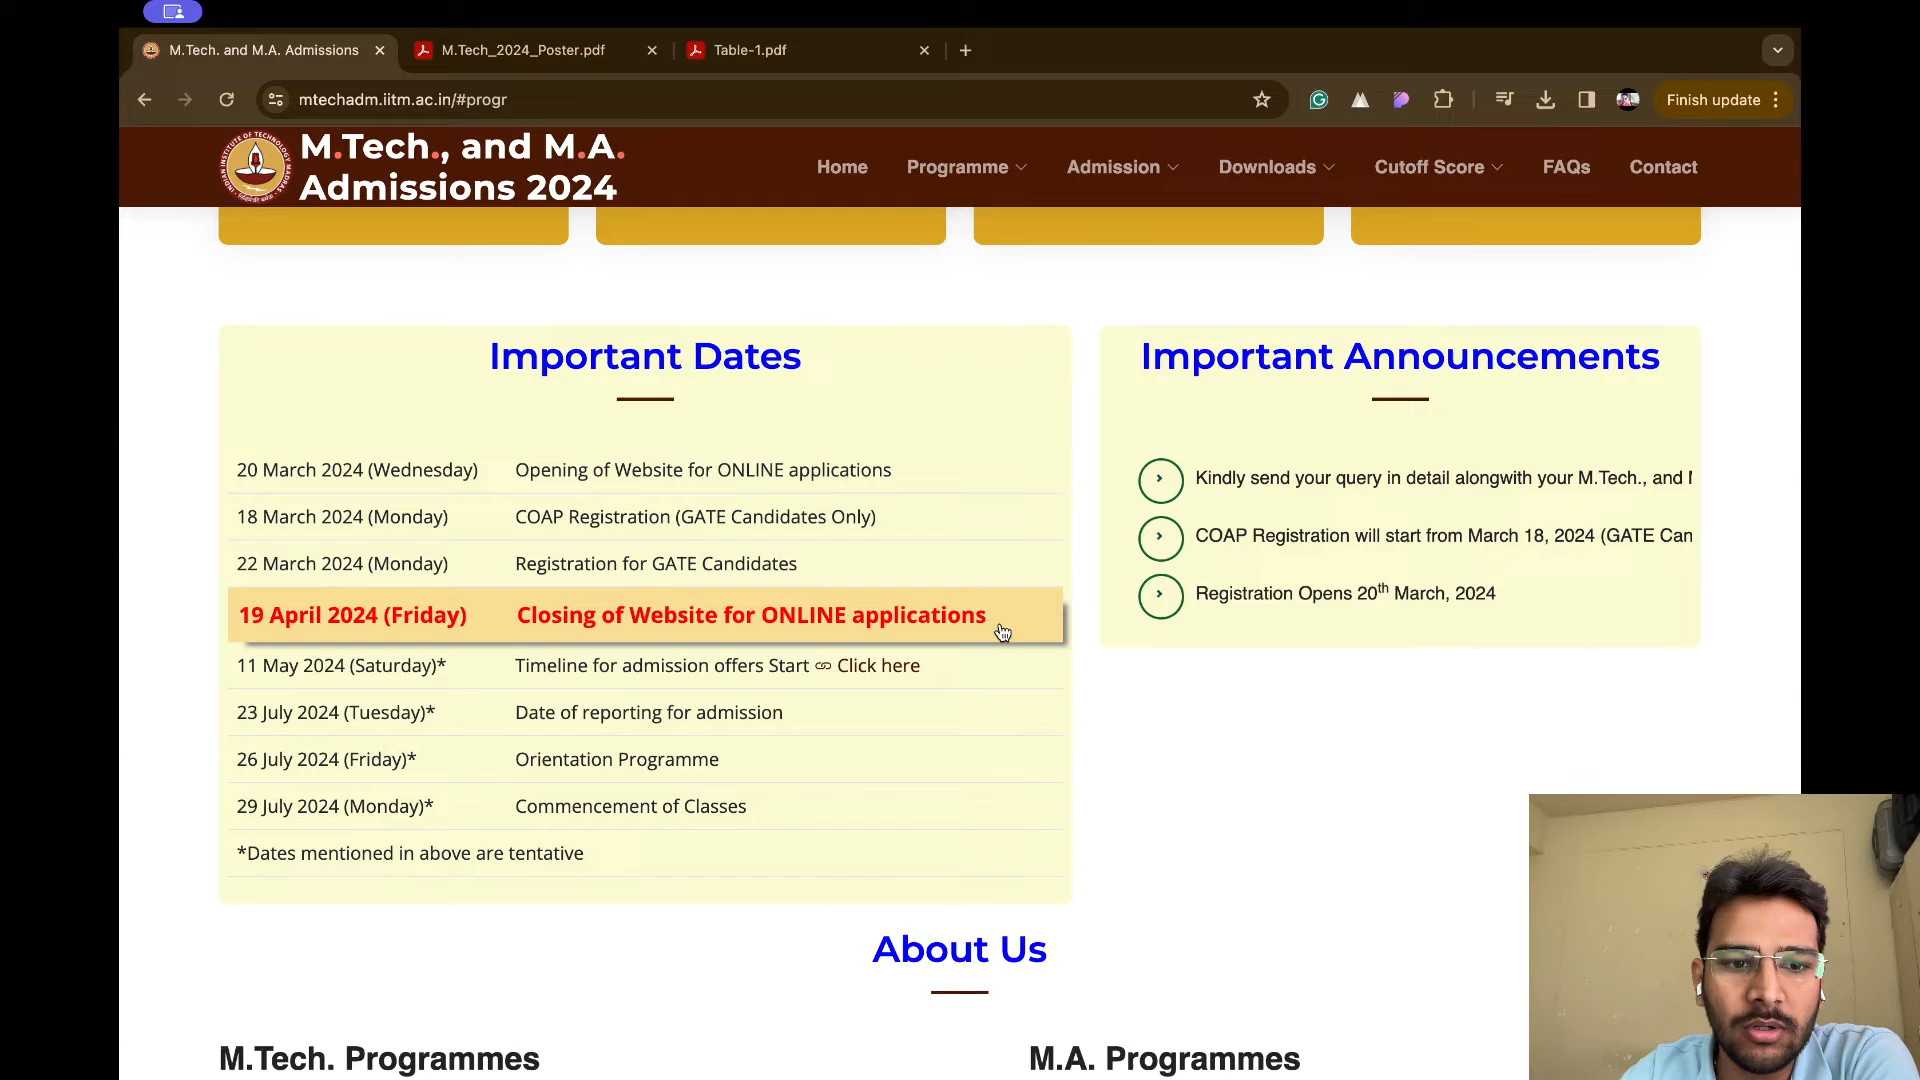 M.Tech. and M.A. Admissions
M.Tech_2024_Poster.pdf
Table-1.pdf
mtechadm.iitm.ac.in/#progr
Finish update
M.Tech., and M.A.
Admissions 2024
Home
Programme
Admission
Downloads
Cutoff Score
FAQs
Contact
Important Dates
20 March 2024 (Wednesday) Opening of Website for ONLINE applications
18 March 2024 (Monday) COAP Registration (GATE Candidates Only)
22 March 2024 (Monday) Registration for GATE Candidates
19 April 2024 (Friday) Closing of Website for ONLINE applications
11 May 2024 (Saturday)* Timeline for admission offers Start Click here
23 July 2024 (Tuesday)* Date of reporting for admission
26 July 2024 (Friday)* Orientation Programme
29 July 2024 (Monday)* Commencement of Classes
*Dates mentioned in above are tentative
Important Announcements
Kindly send your query in detail alongwith your M.Tech., and
COAP Registration will start from March 18, 2024 (GATE Can
Registration Opens 20th March, 2024
About Us
M.Tech. Programmes
M.A. Programmes